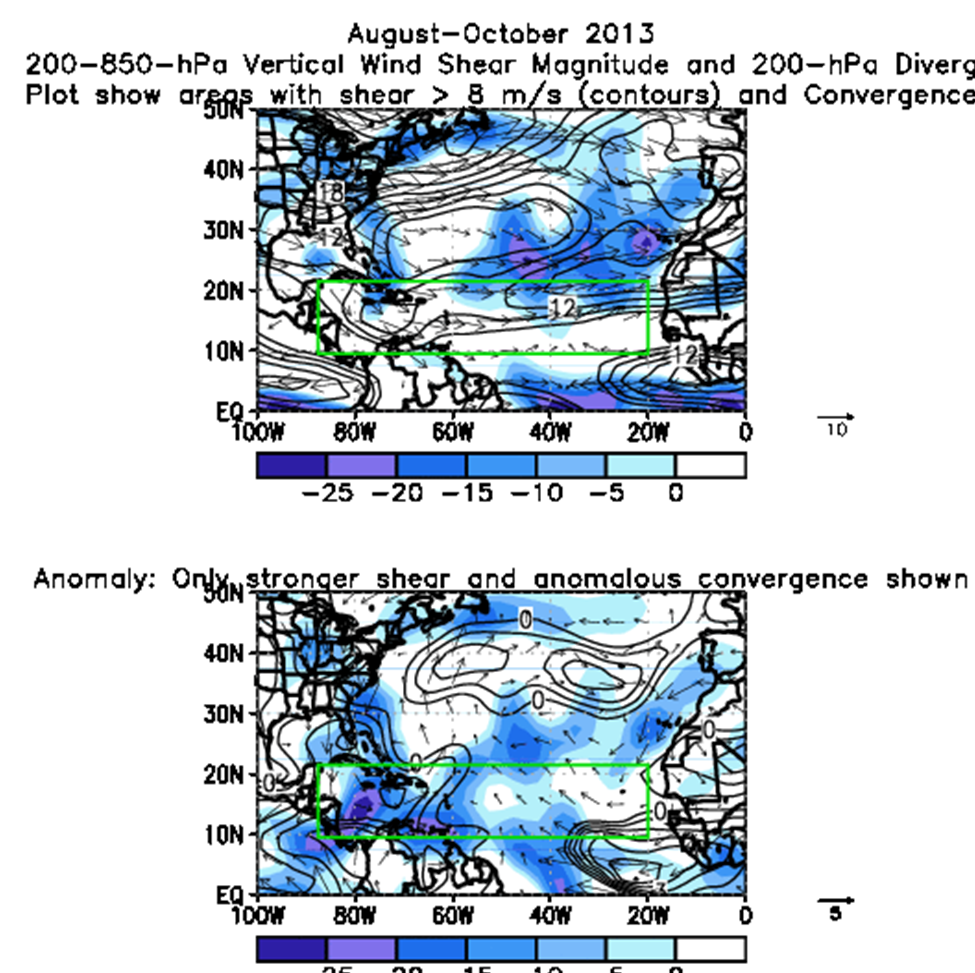 August-October 2013
200-850-hPa Vertical Wind Shear Magnitude and 200-hPa Diverg
Plot show areas with shear > 8 m/s (contours) and Convergence
50N
40N
18
30N
12
20N
12
10N
12
EQ
100W 80W 60W 40W 20W 0
10
-25 -20 -15 -10 -5 0
Anomaly: Only stronger shear and anomalous convergence shown
50N
0
40N
0
30N
0
0
20N
0
0
10N
EQ
100W 80W 60W 40W 20W 0
5